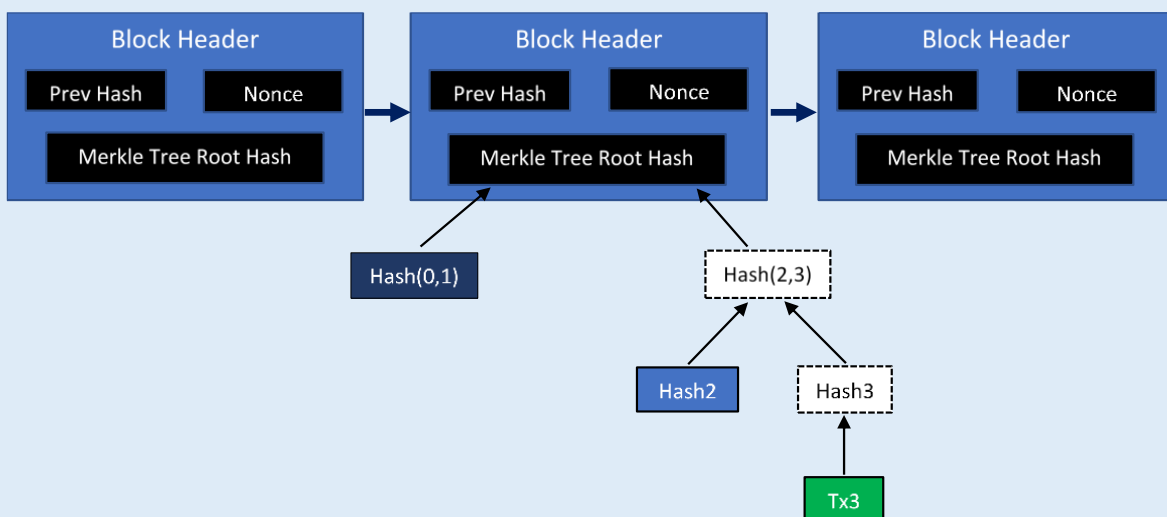 Block Header
Prev Hash
Nonce
Merkle Tree Root Hash
Block Header
Prev Hash
Nonce
Merkle Tree Root Hash
Block Header
Prev Hash
Nonce
Merkle Tree Root Hash
Hash(0,1)
Hash(2,3)
Hash2
Hash3
Tx3